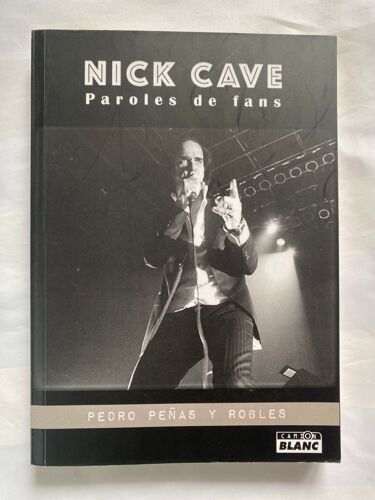 NICK CAVE
Paroles de fans
PEDRO PEÑAS Y ROBLES
CAMION
BLANC